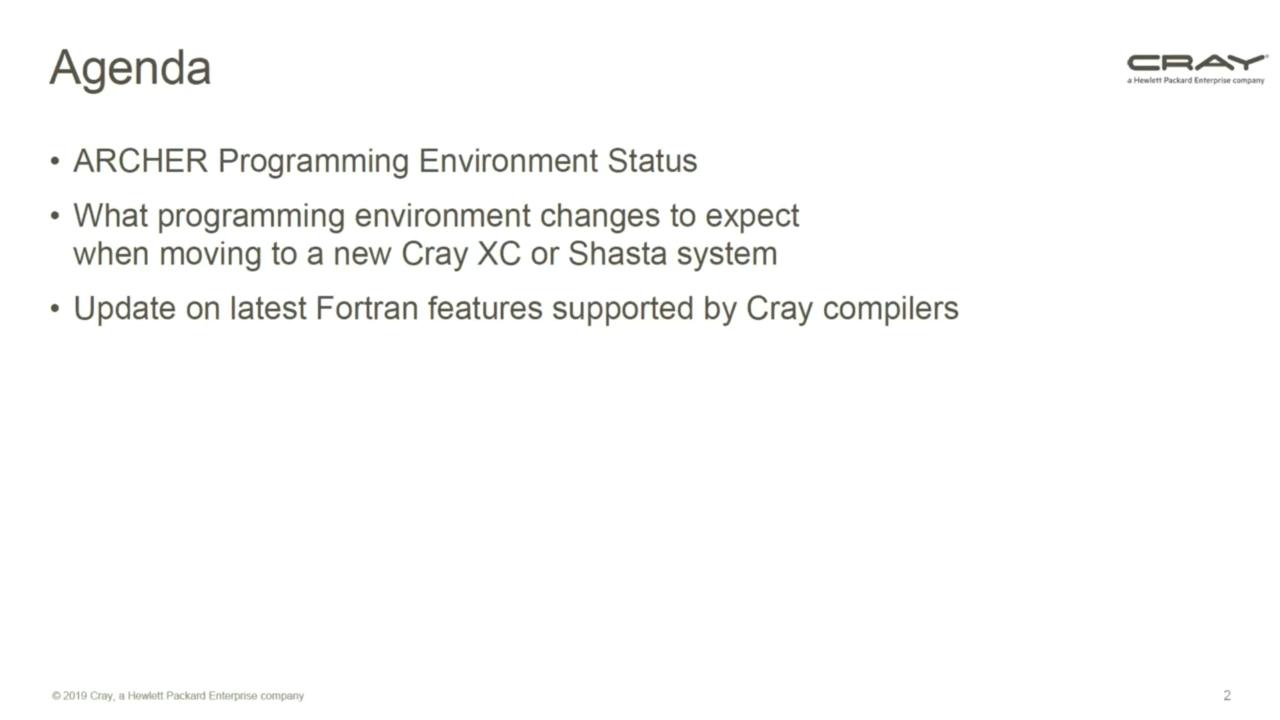 Agenda
CRAY
a Hewlett Packard Enterprise company
• ARCHER Programming Environment Status
• What programming environment changes to expect
when moving to a new Cray XC or Shasta system
• Update on latest Fortran features supported by Cray compilers
© 2019 Cray, a Hewlett Packard Enterprise company
2